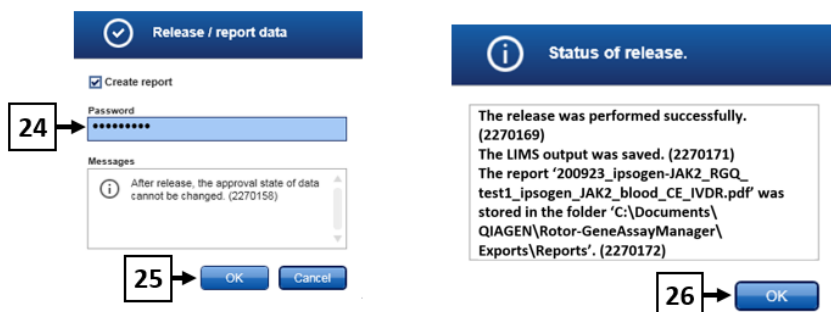 Release / report data
Create report
Password
•••••••••
24
Messages
After release, the approval state of data
cannot be changed. (2270158)
25
OK
Cancel
Status of release.
The release was performed successfully.
(2270169)
The LIMS output was saved. (2270171)
The report ‘200923_ipsogen-JAK2_RGQ_
test1_ipsogen_JAK2_blood_CE_IVDR.pdf’ was
stored in the folder ‘C:\Documents\
QIAGEN\Rotor-GeneAssayManager\
Exports\Reports’. (2270172)
26
OK